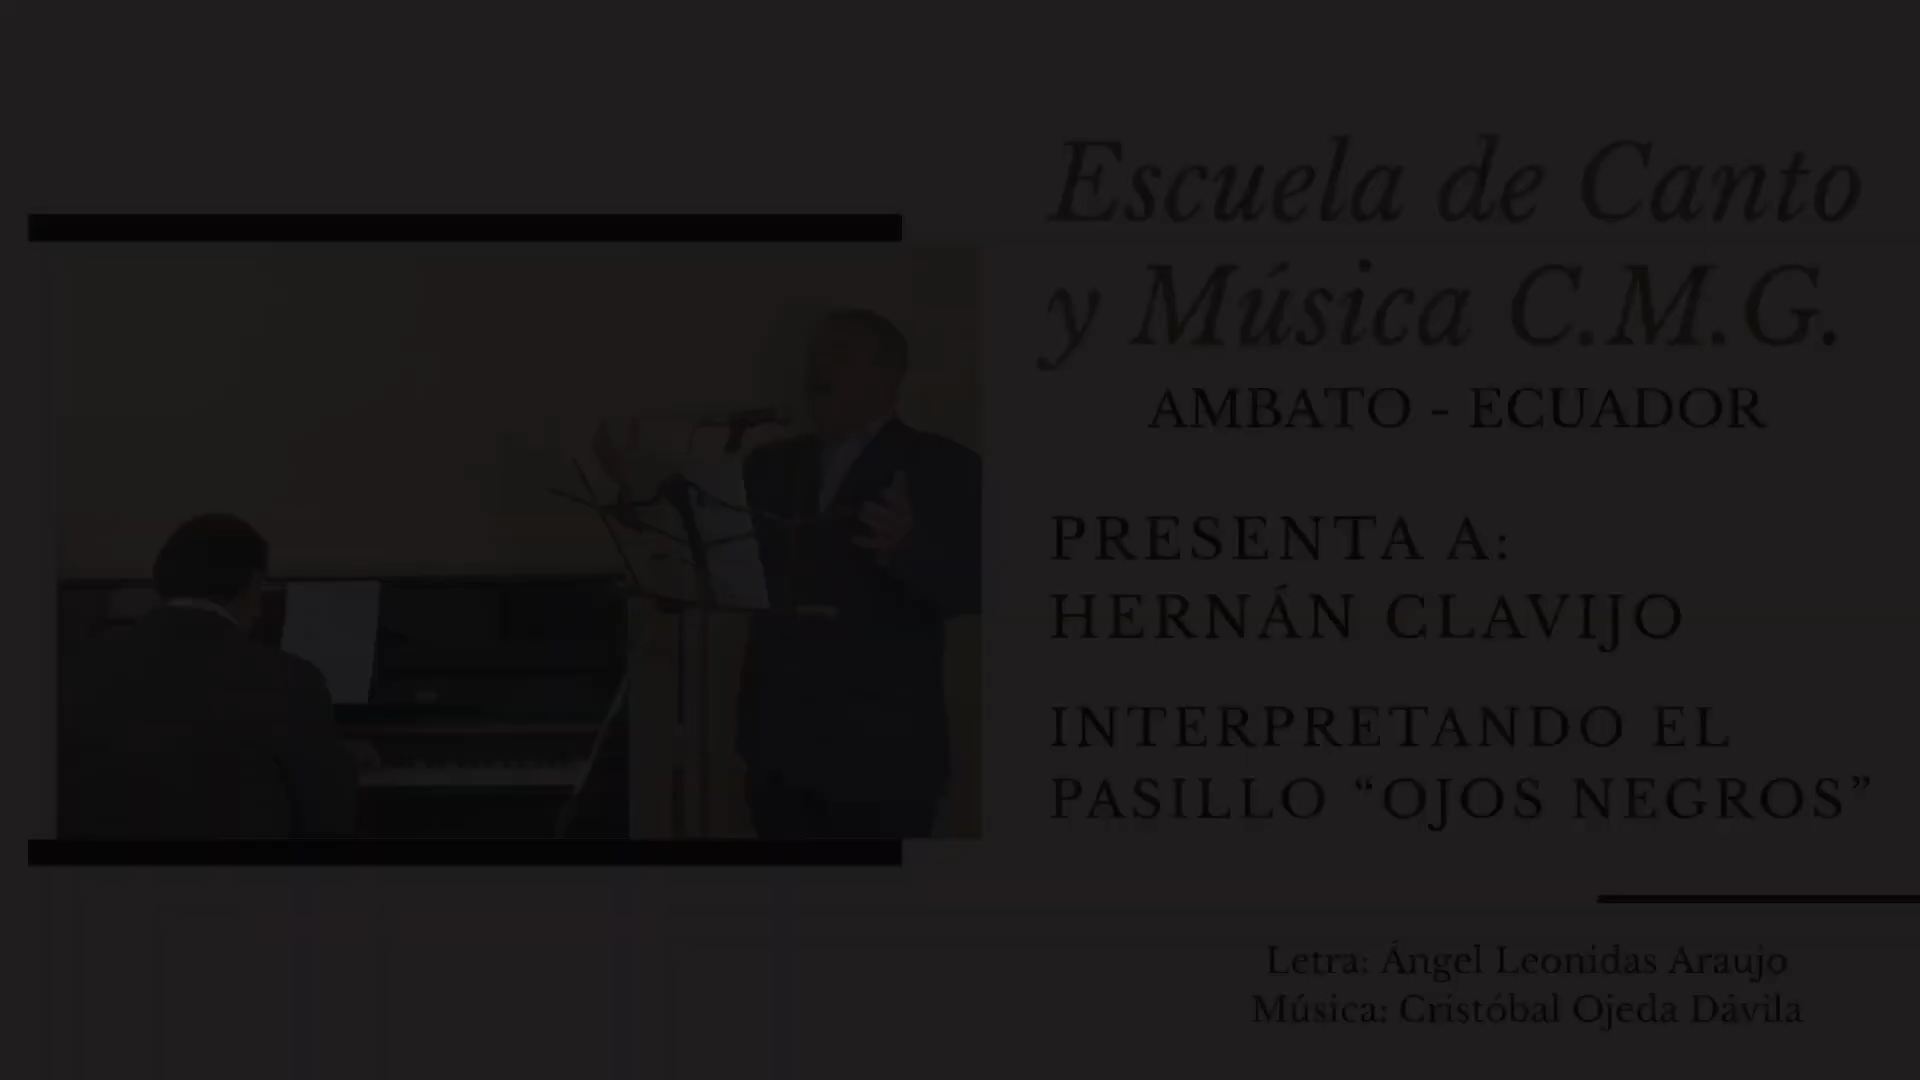 Escuela de Canto
y Música C.M.G.
AMBATO - ECUADOR
PRESENTA A:
HERNÁN CLAVIJO
INTERPRETANDO EL
PASILLO “OJOS NEGROS”
Letra: Ángel Leonidas Araujo
Música: Cristóbal Ojeda Dávila